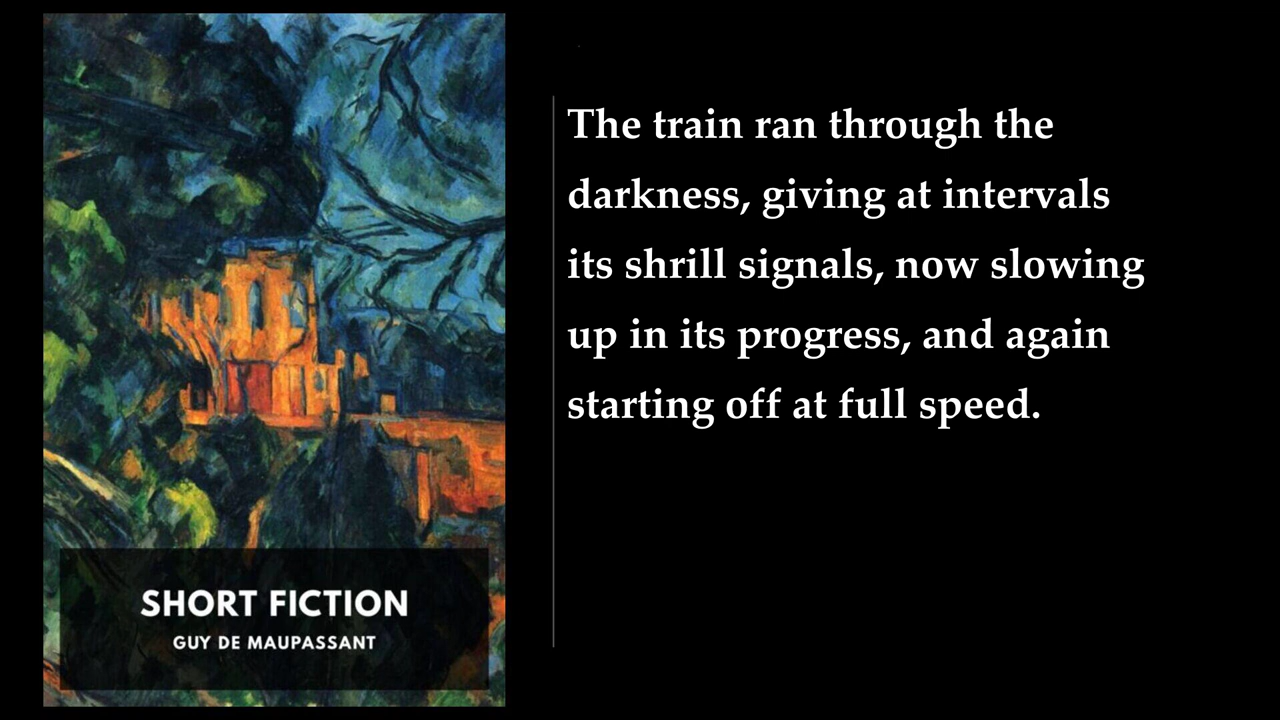 The train ran through the
darkness, giving at intervals
its shrill signals, now slowing
up in its progress, and again
starting off at full speed.
SHORT FICTION
GUY DE MAUPASSANT